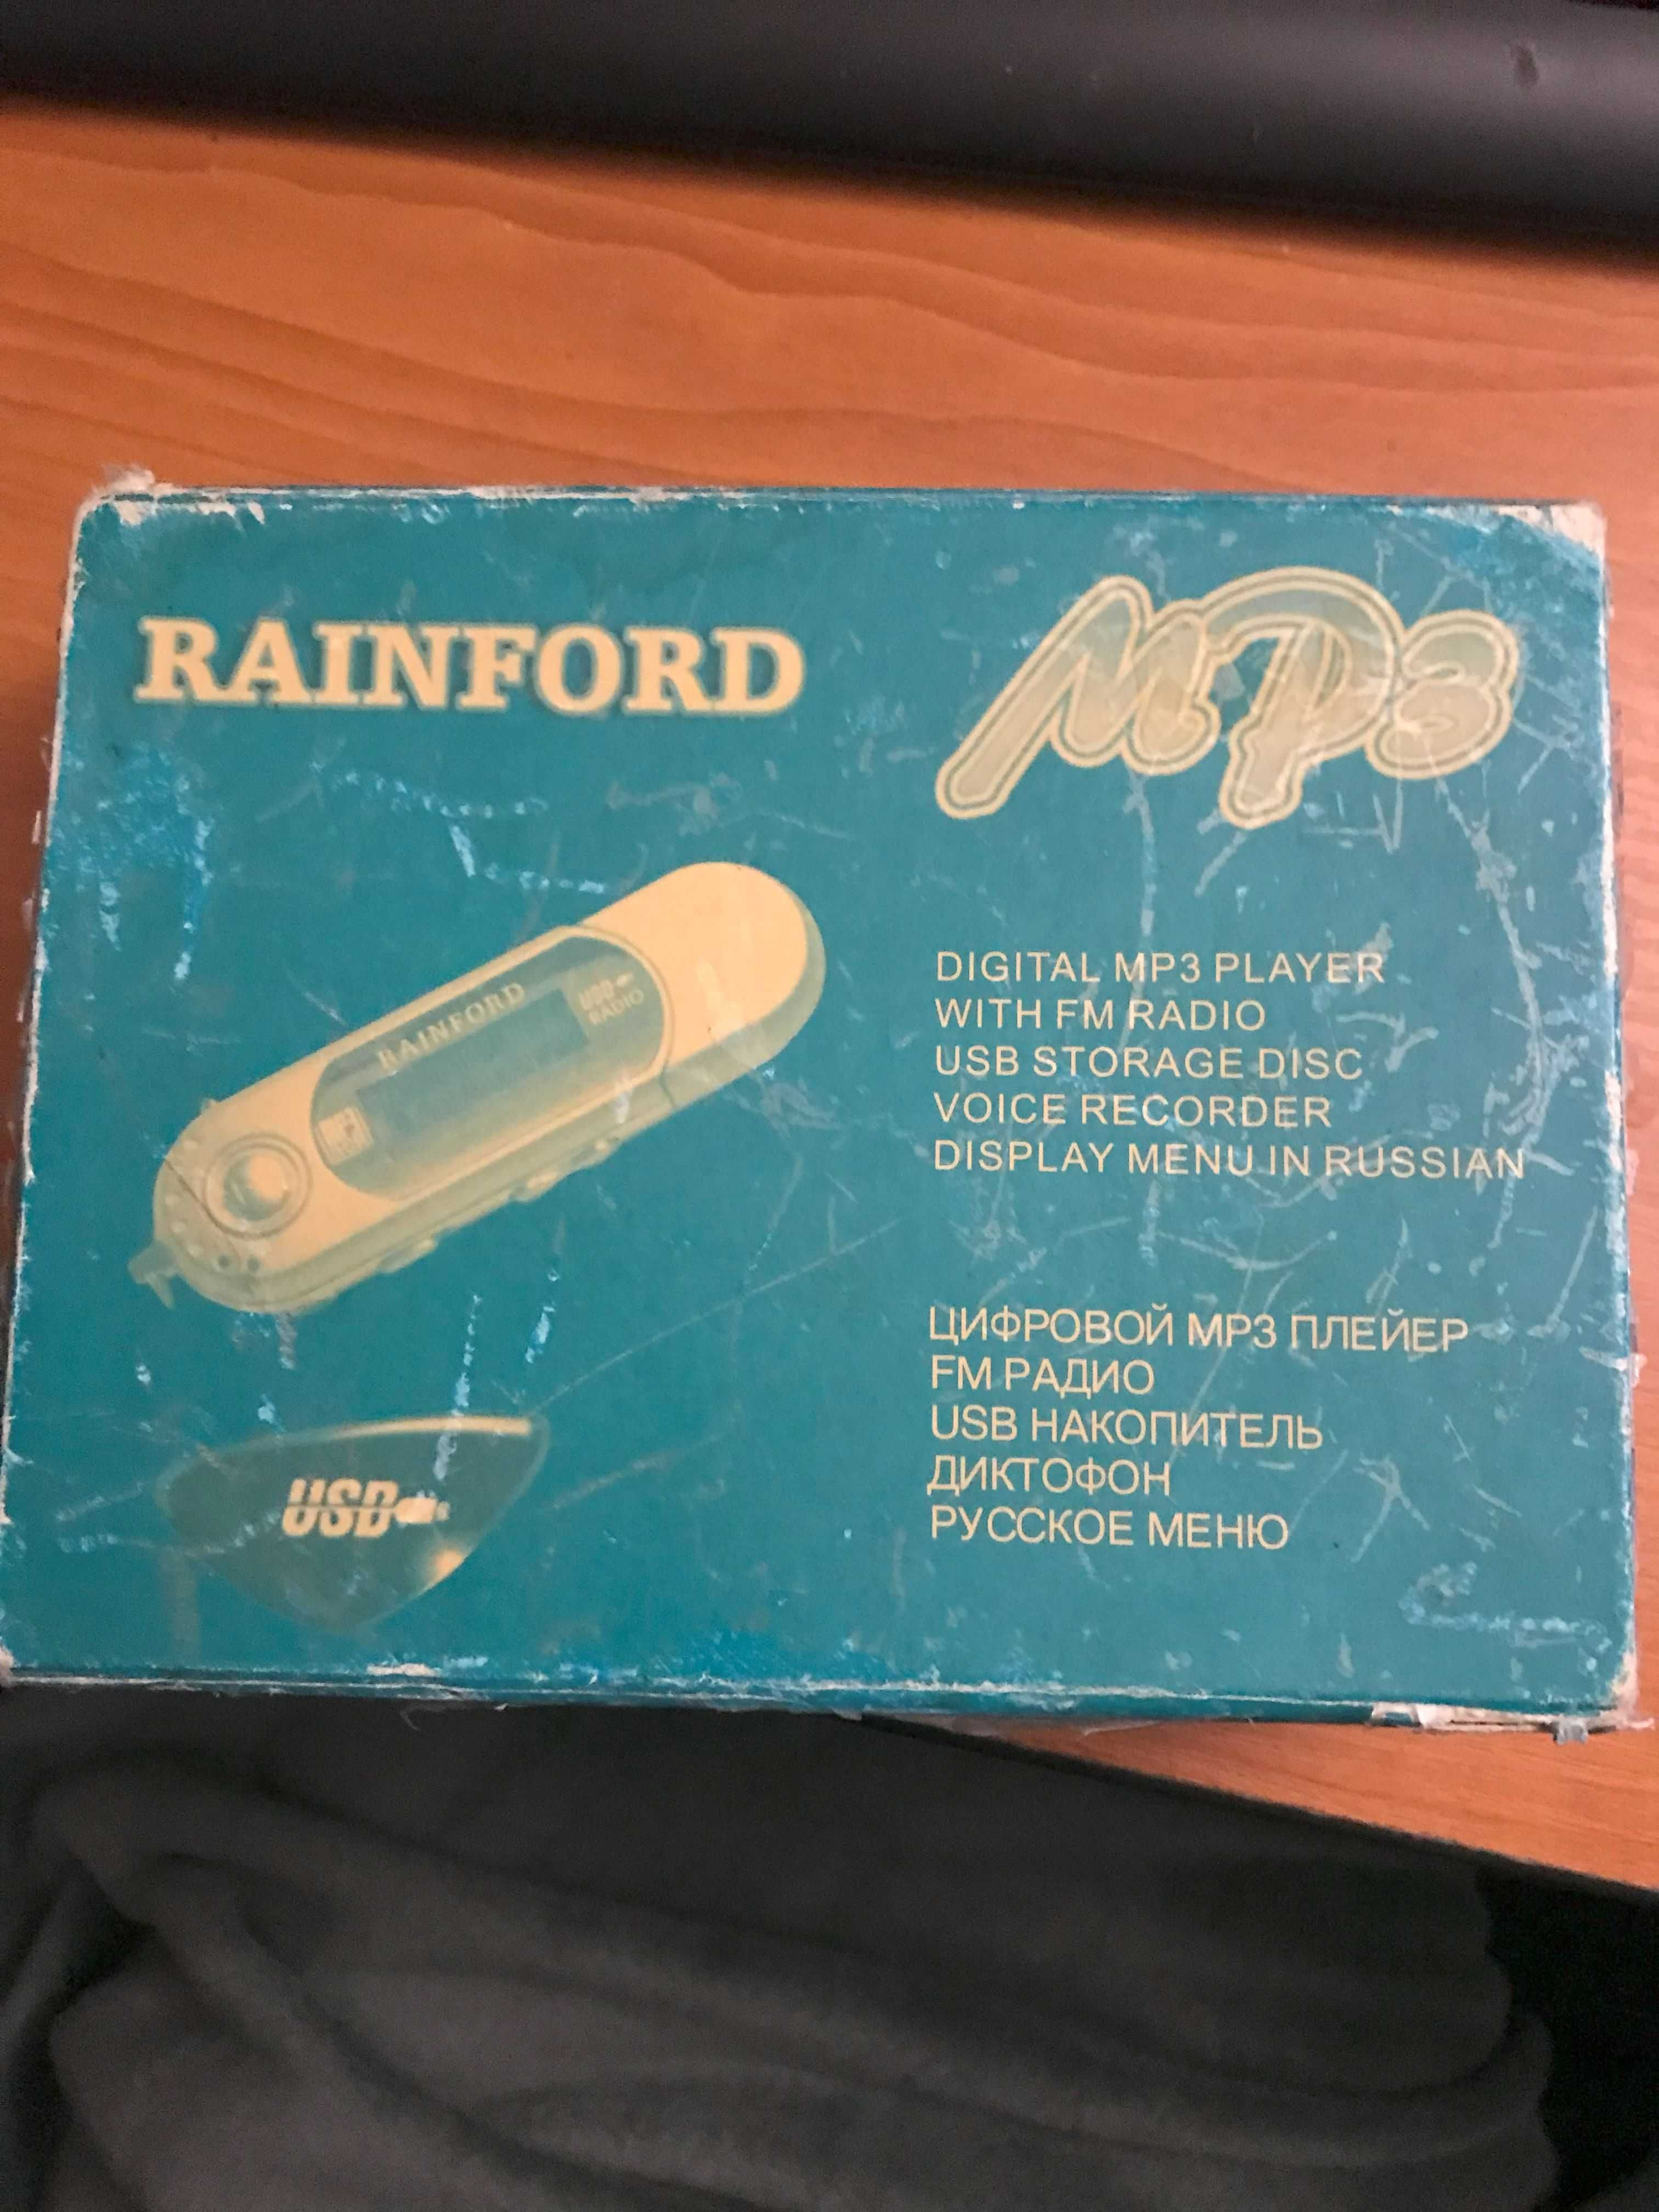 RAINFORD
MP3
RAINFORD
USB
RADIO
DIGITAL MP3 PLAYER
WITH FM RADIO
USB STORAGE DISC
VOICE RECORDER
DISPLAY MENU IN RUSSIAN
ЦИФРОВОЙ MP3 ПЛЕЙЕР
FM РАДИО
USB НАКОПИТЕЛЬ
ДИКТОФОН
РУССКОЕ МЕНЮ
USB